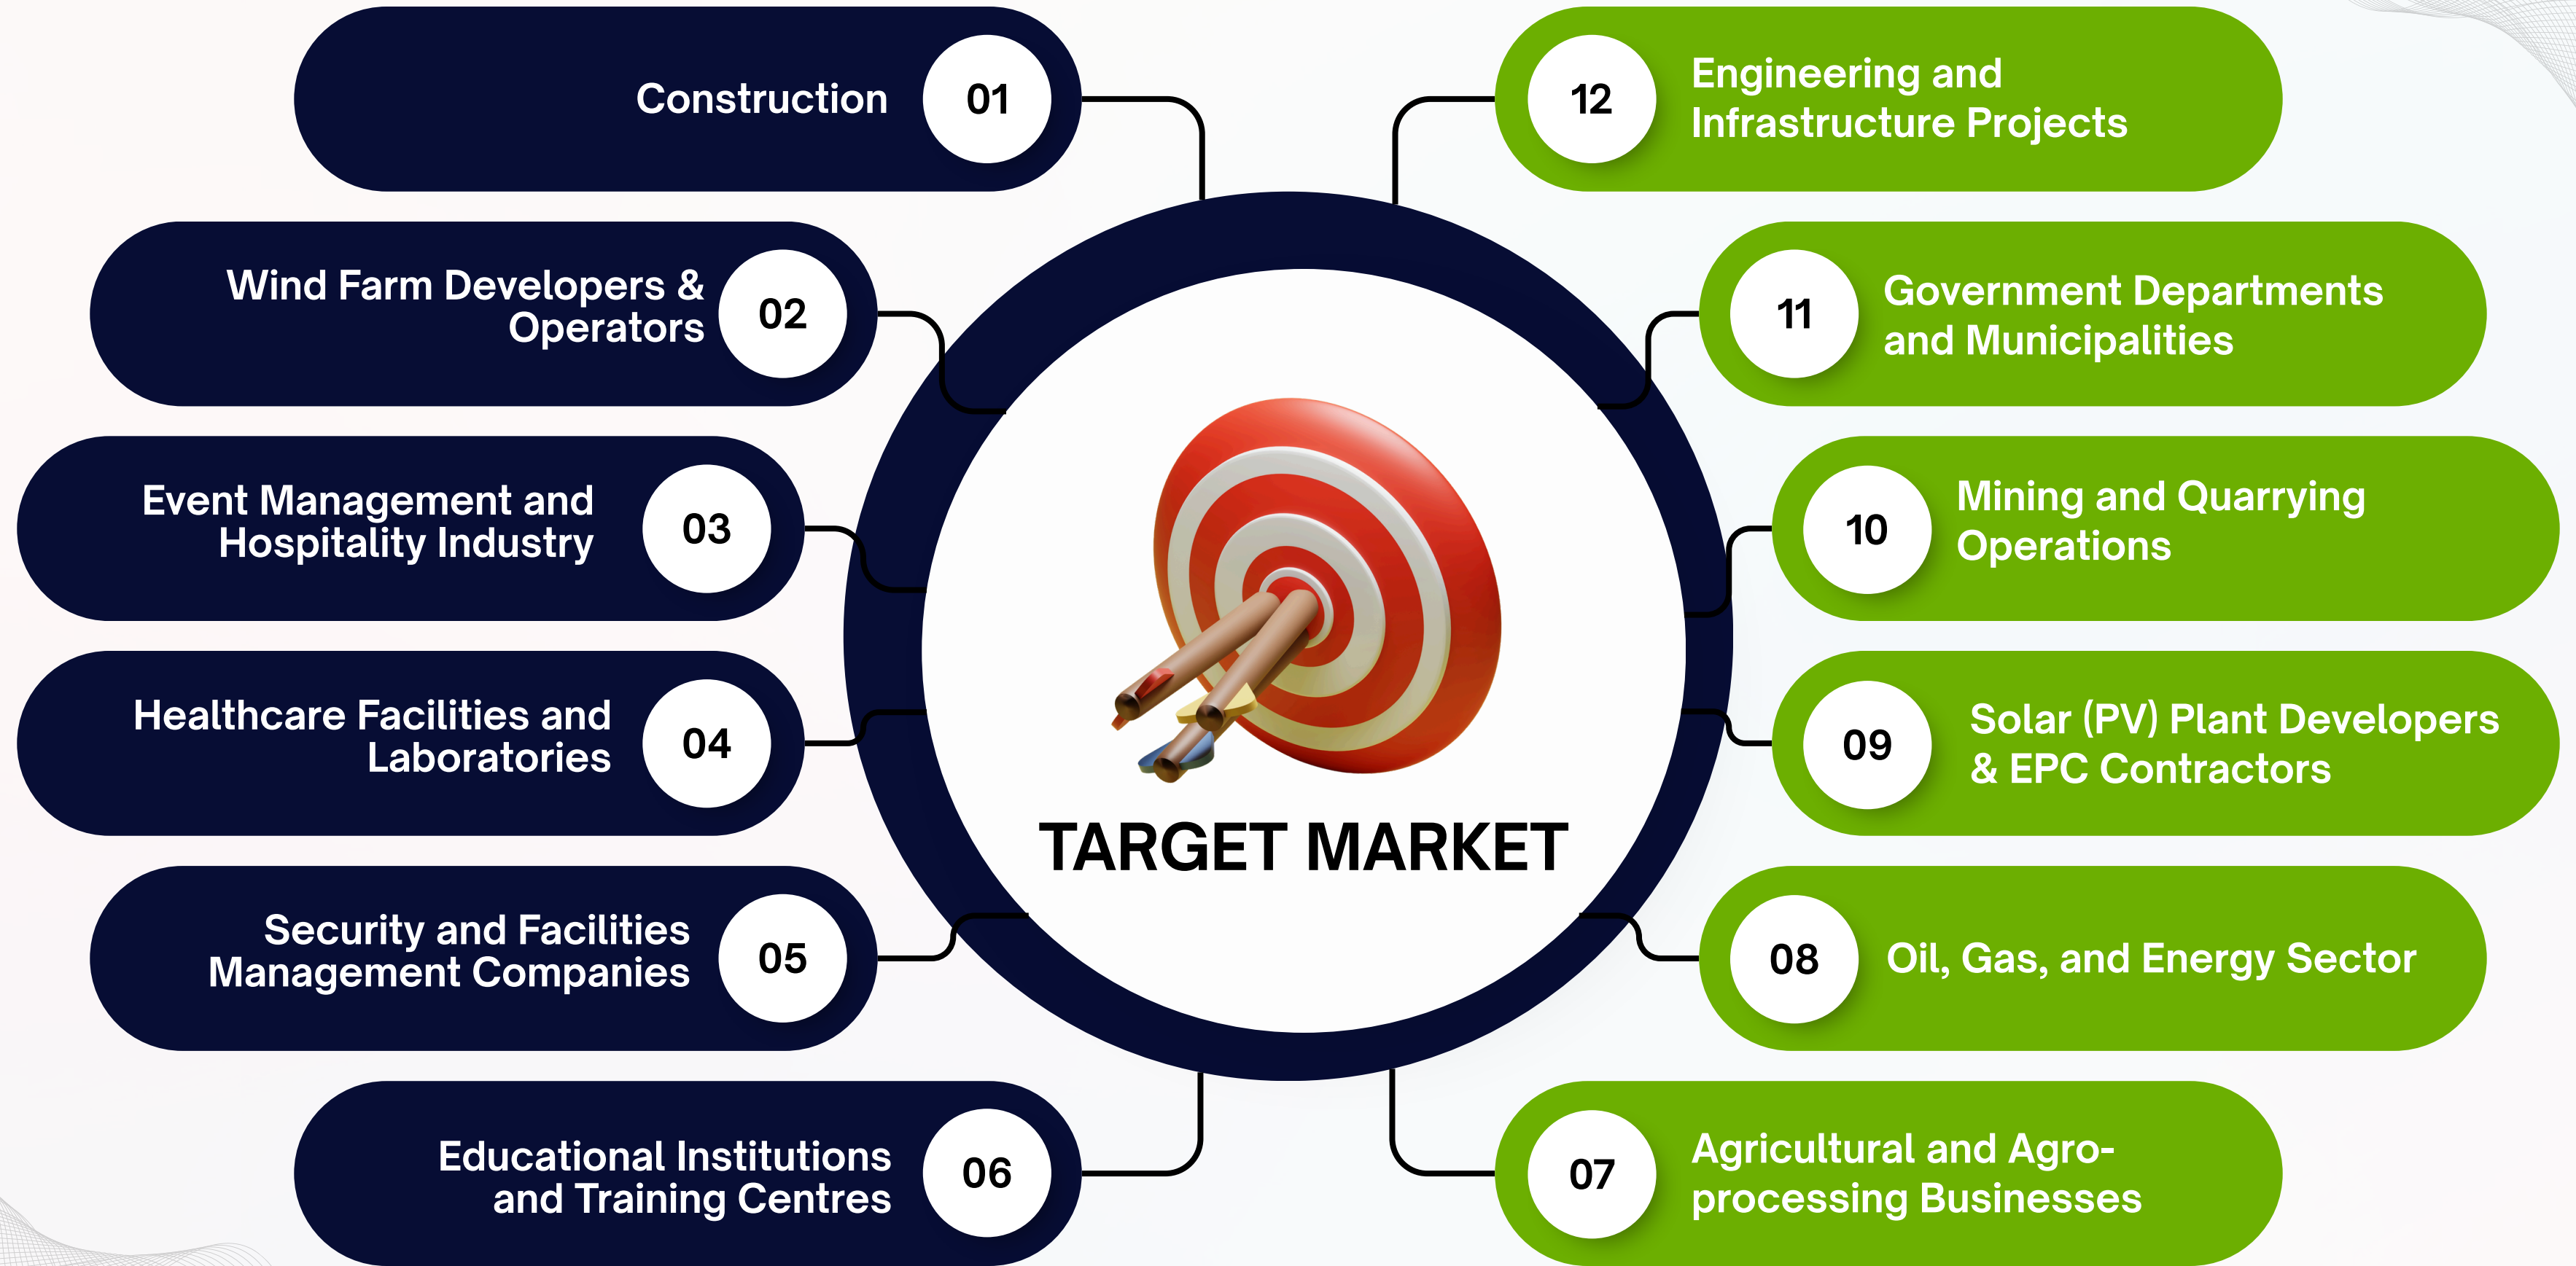 Construction
01
Wind Farm Developers &
Operators
02
Event Management and
Hospitality Industry
03
Healthcare Facilities and
Laboratories
04
Security and Facilities
Management Companies
05
Educational Institutions
and Training Centres
06
TARGET MARKET
12
Engineering and
Infrastructure Projects
11
Government Departments
and Municipalities
10
Mining and Quarrying
Operations
09
Solar (PV) Plant Developers
& EPC Contractors
08
Oil, Gas, and Energy Sector
07
Agricultural and Agro-
processing Businesses